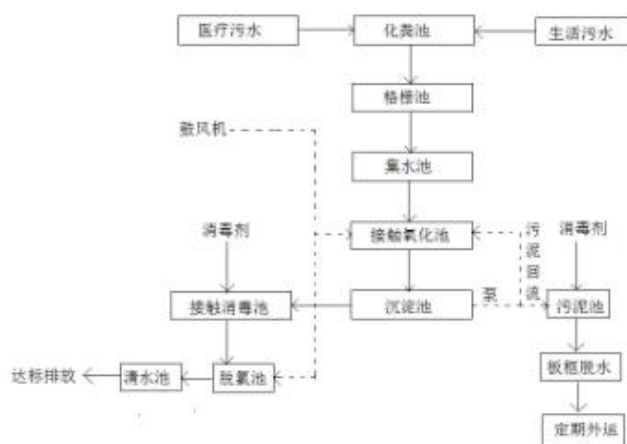 医疗污水
化粪池
生活污水
格栅池
鼓风机
集水池
消毒剂
接触氧化池
污泥回流
消毒剂
接触消毒池
沉淀池
泵
污泥池
达标排放
清水池
脱氯池
板框脱水
定期外运